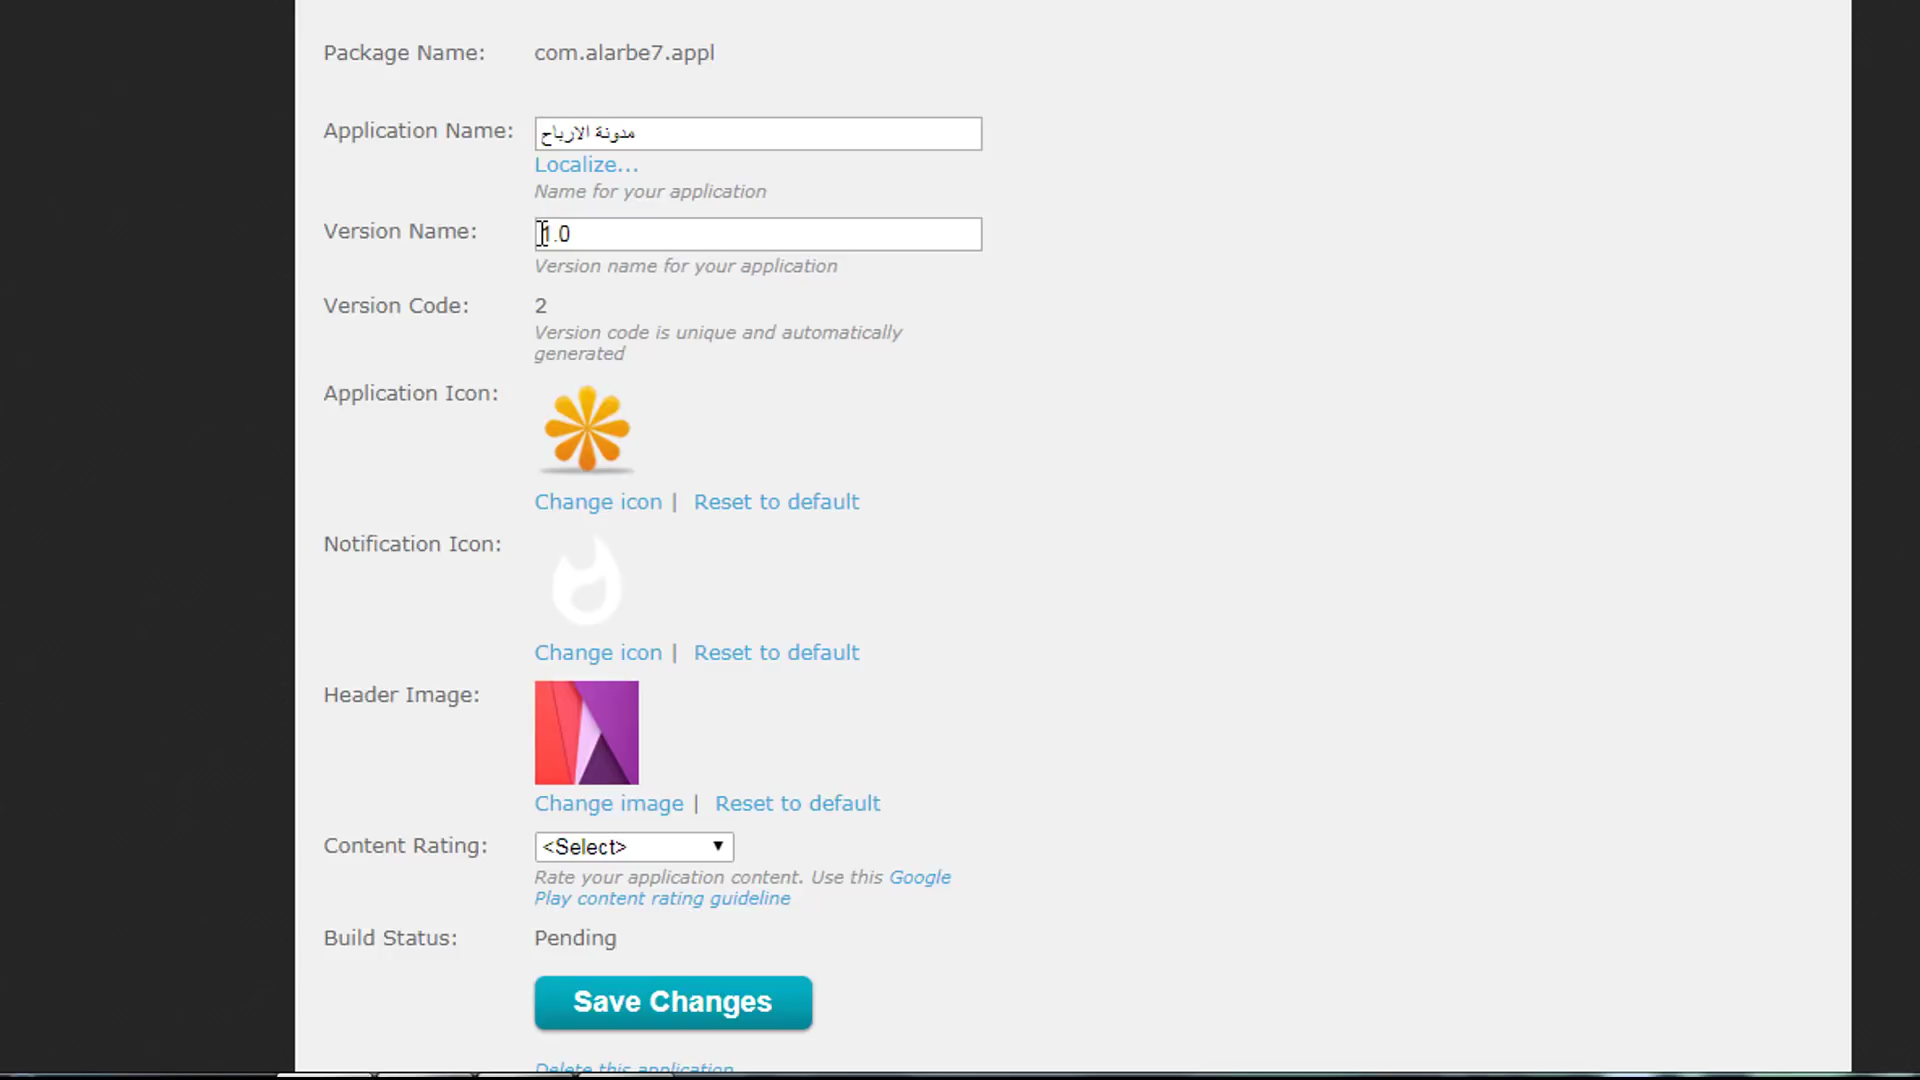 Package Name: com.alarbe7.appl
Application Name: مدونة الارباح
Localize...
Name for your application
Version Name: 1.0
Version name for your application
Version Code: 2
Version code is unique and automatically
generated
Application Icon:
Change icon | Reset to default
Notification Icon:
Change icon | Reset to default
Header Image:
Change image | Reset to default
Content Rating: <Select>
Rate your application content. Use this Google
Play content rating guideline
Build Status: Pending
Save Changes
Delete this application